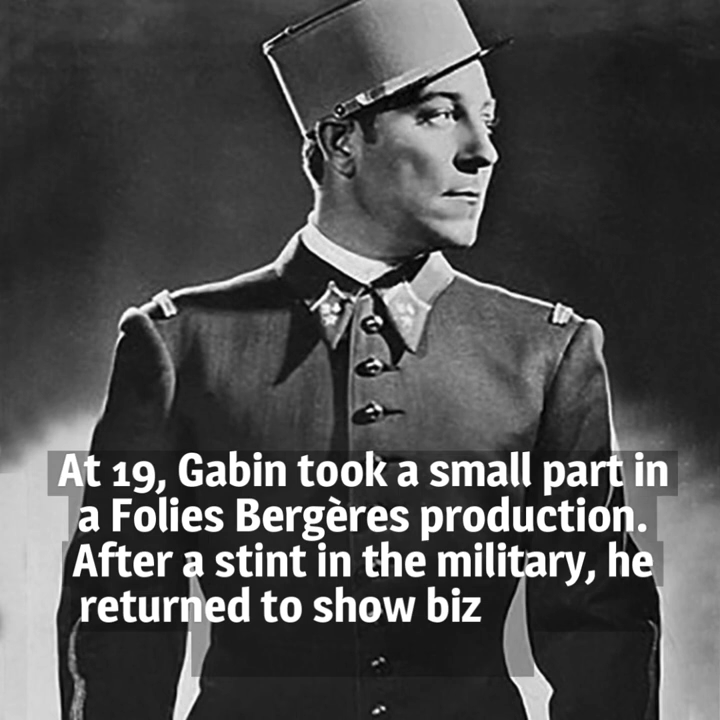 At 19, Gabin took a small part in
a Folies Bergères production.
After a stint in the military, he
returned to show biz